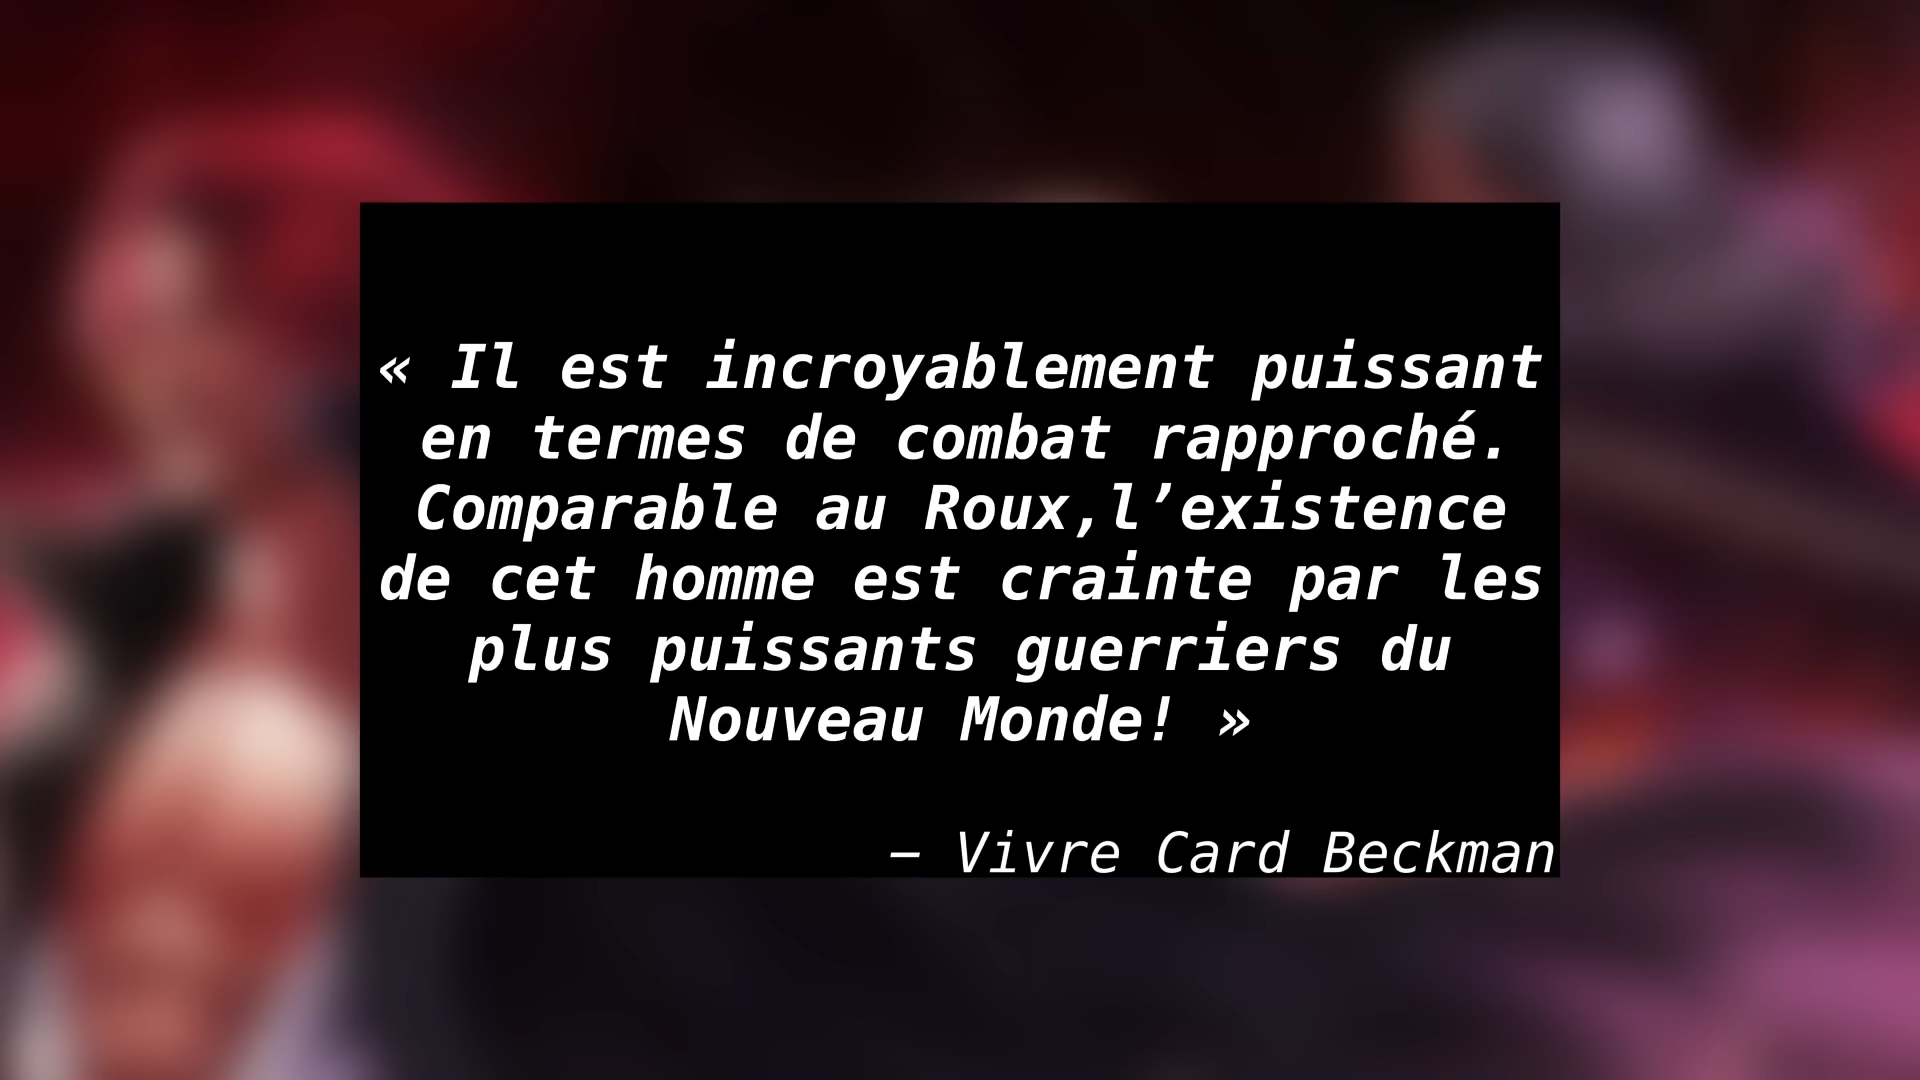 « Il est incroyablement puissant
en termes de combat rapproché.
Comparable au Roux,l’existence
de cet homme est crainte par les
plus puissants guerriers du
Nouveau Monde! »
— Vivre Card Beckman